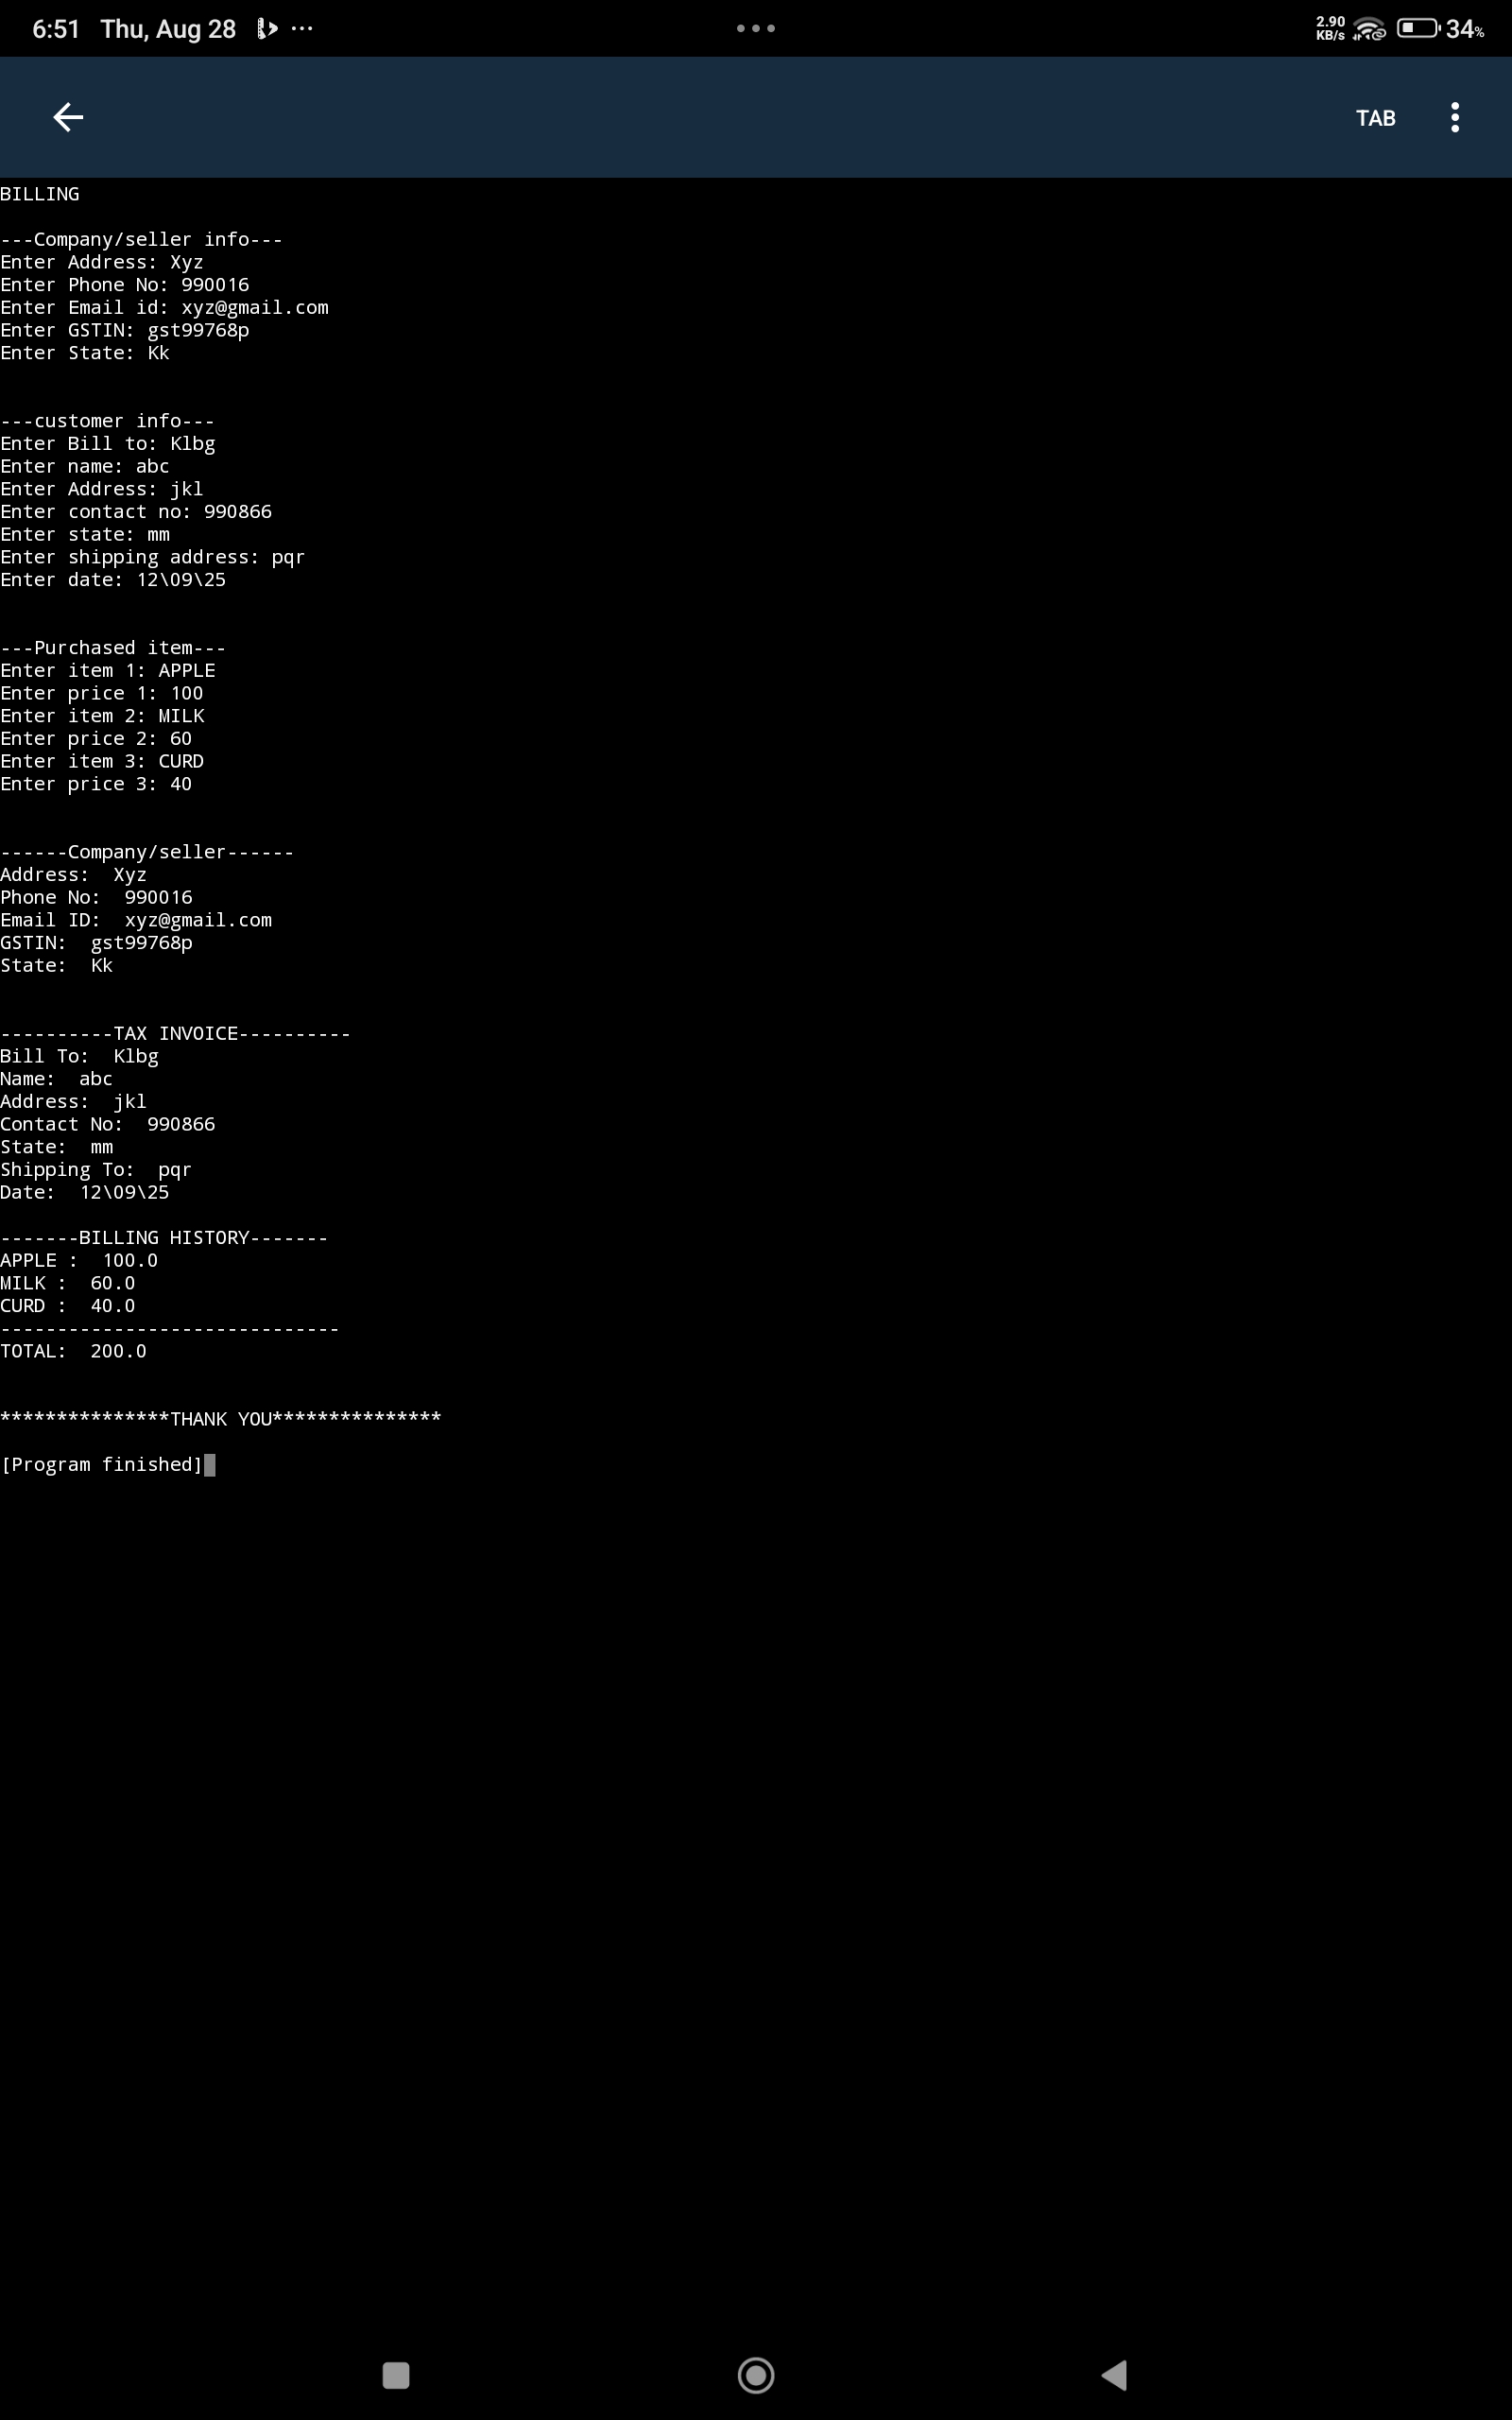 6:51 Thu, Aug 28
2.90 KB/s 34%
TAB
BILLING
---Company/seller info---
Enter Address: Xyz
Enter Phone No: 990016
Enter Email id: xyz@gmail.com
Enter GSTIN: gst99768p
Enter State: Kk
---customer info---
Enter Bill to: Klbg
Enter name: abc
Enter Address: jkl
Enter contact no: 990866
Enter state: mm
Enter shipping address: pqr
Enter date: 12\09\25
---Purchased item---
Enter item 1: APPLE
Enter price 1: 100
Enter item 2: MILK
Enter price 2: 60
Enter item 3: CURD
Enter price 3: 40
------Company/seller------
Address:  Xyz
Phone No:  990016
Email ID:  xyz@gmail.com
GSTIN:  gst99768p
State:  Kk
----------TAX INVOICE----------
Bill To:  Klbg
Name:  abc
Address:  jkl
Contact No:  990866
State:  mm
Shipping To:  pqr
Date:  12\09\25
-------BILLING HISTORY-------
APPLE :  100.0
MILK :  60.0
CURD :  40.0
------------------------------
TOTAL:  200.0
***************THANK YOU***************
[Program finished]